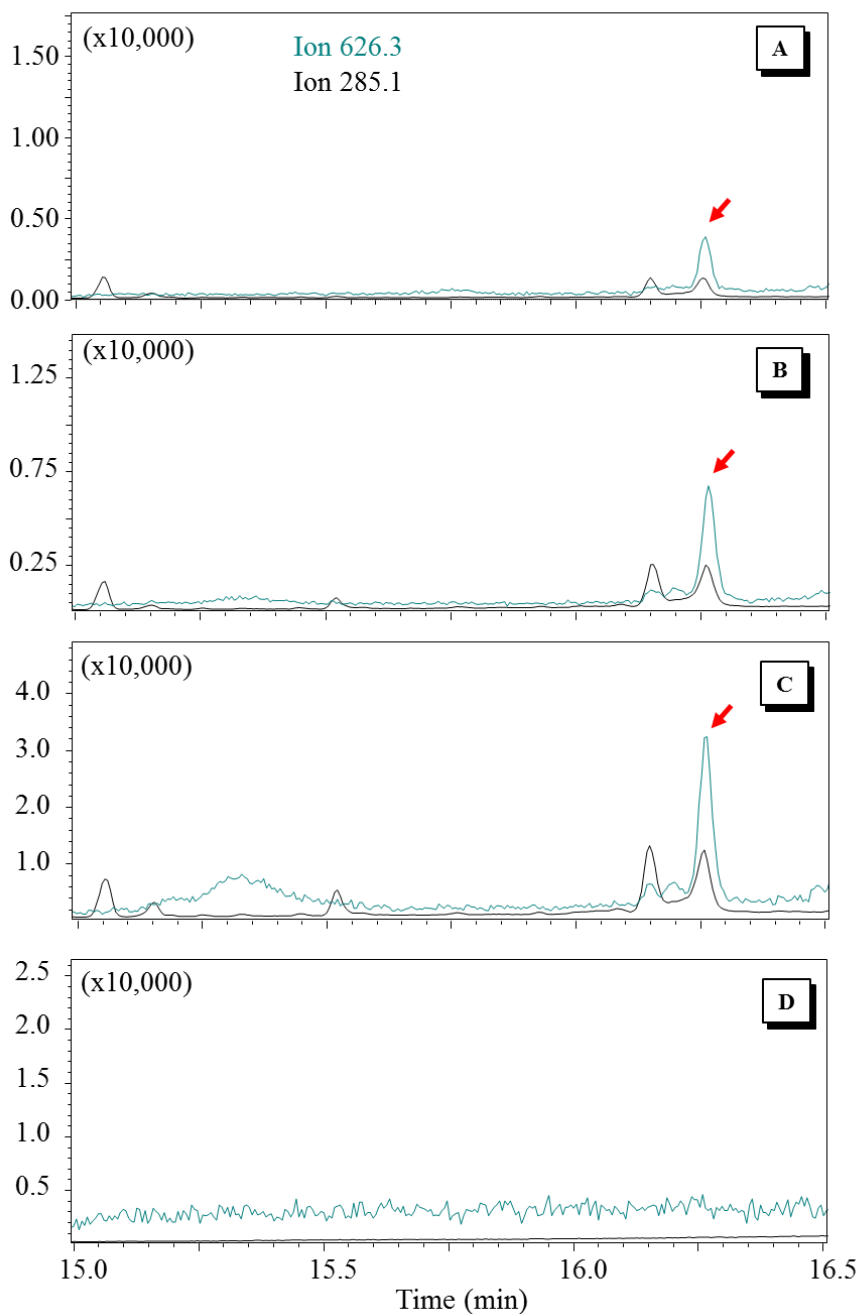 (x10,000)
Ion 626.3
A
Ion 285.1
1.50
1.00
0.50
0.00
(x10,000)
B
1.25
0.75
0.25
(x10,000)
C
4.0
3.0
2.0
1.0
(x10,000)
D
2.5
2.0
1.5
1.0
0.5
15.0 15.5 16.0 16.5
Time (min)